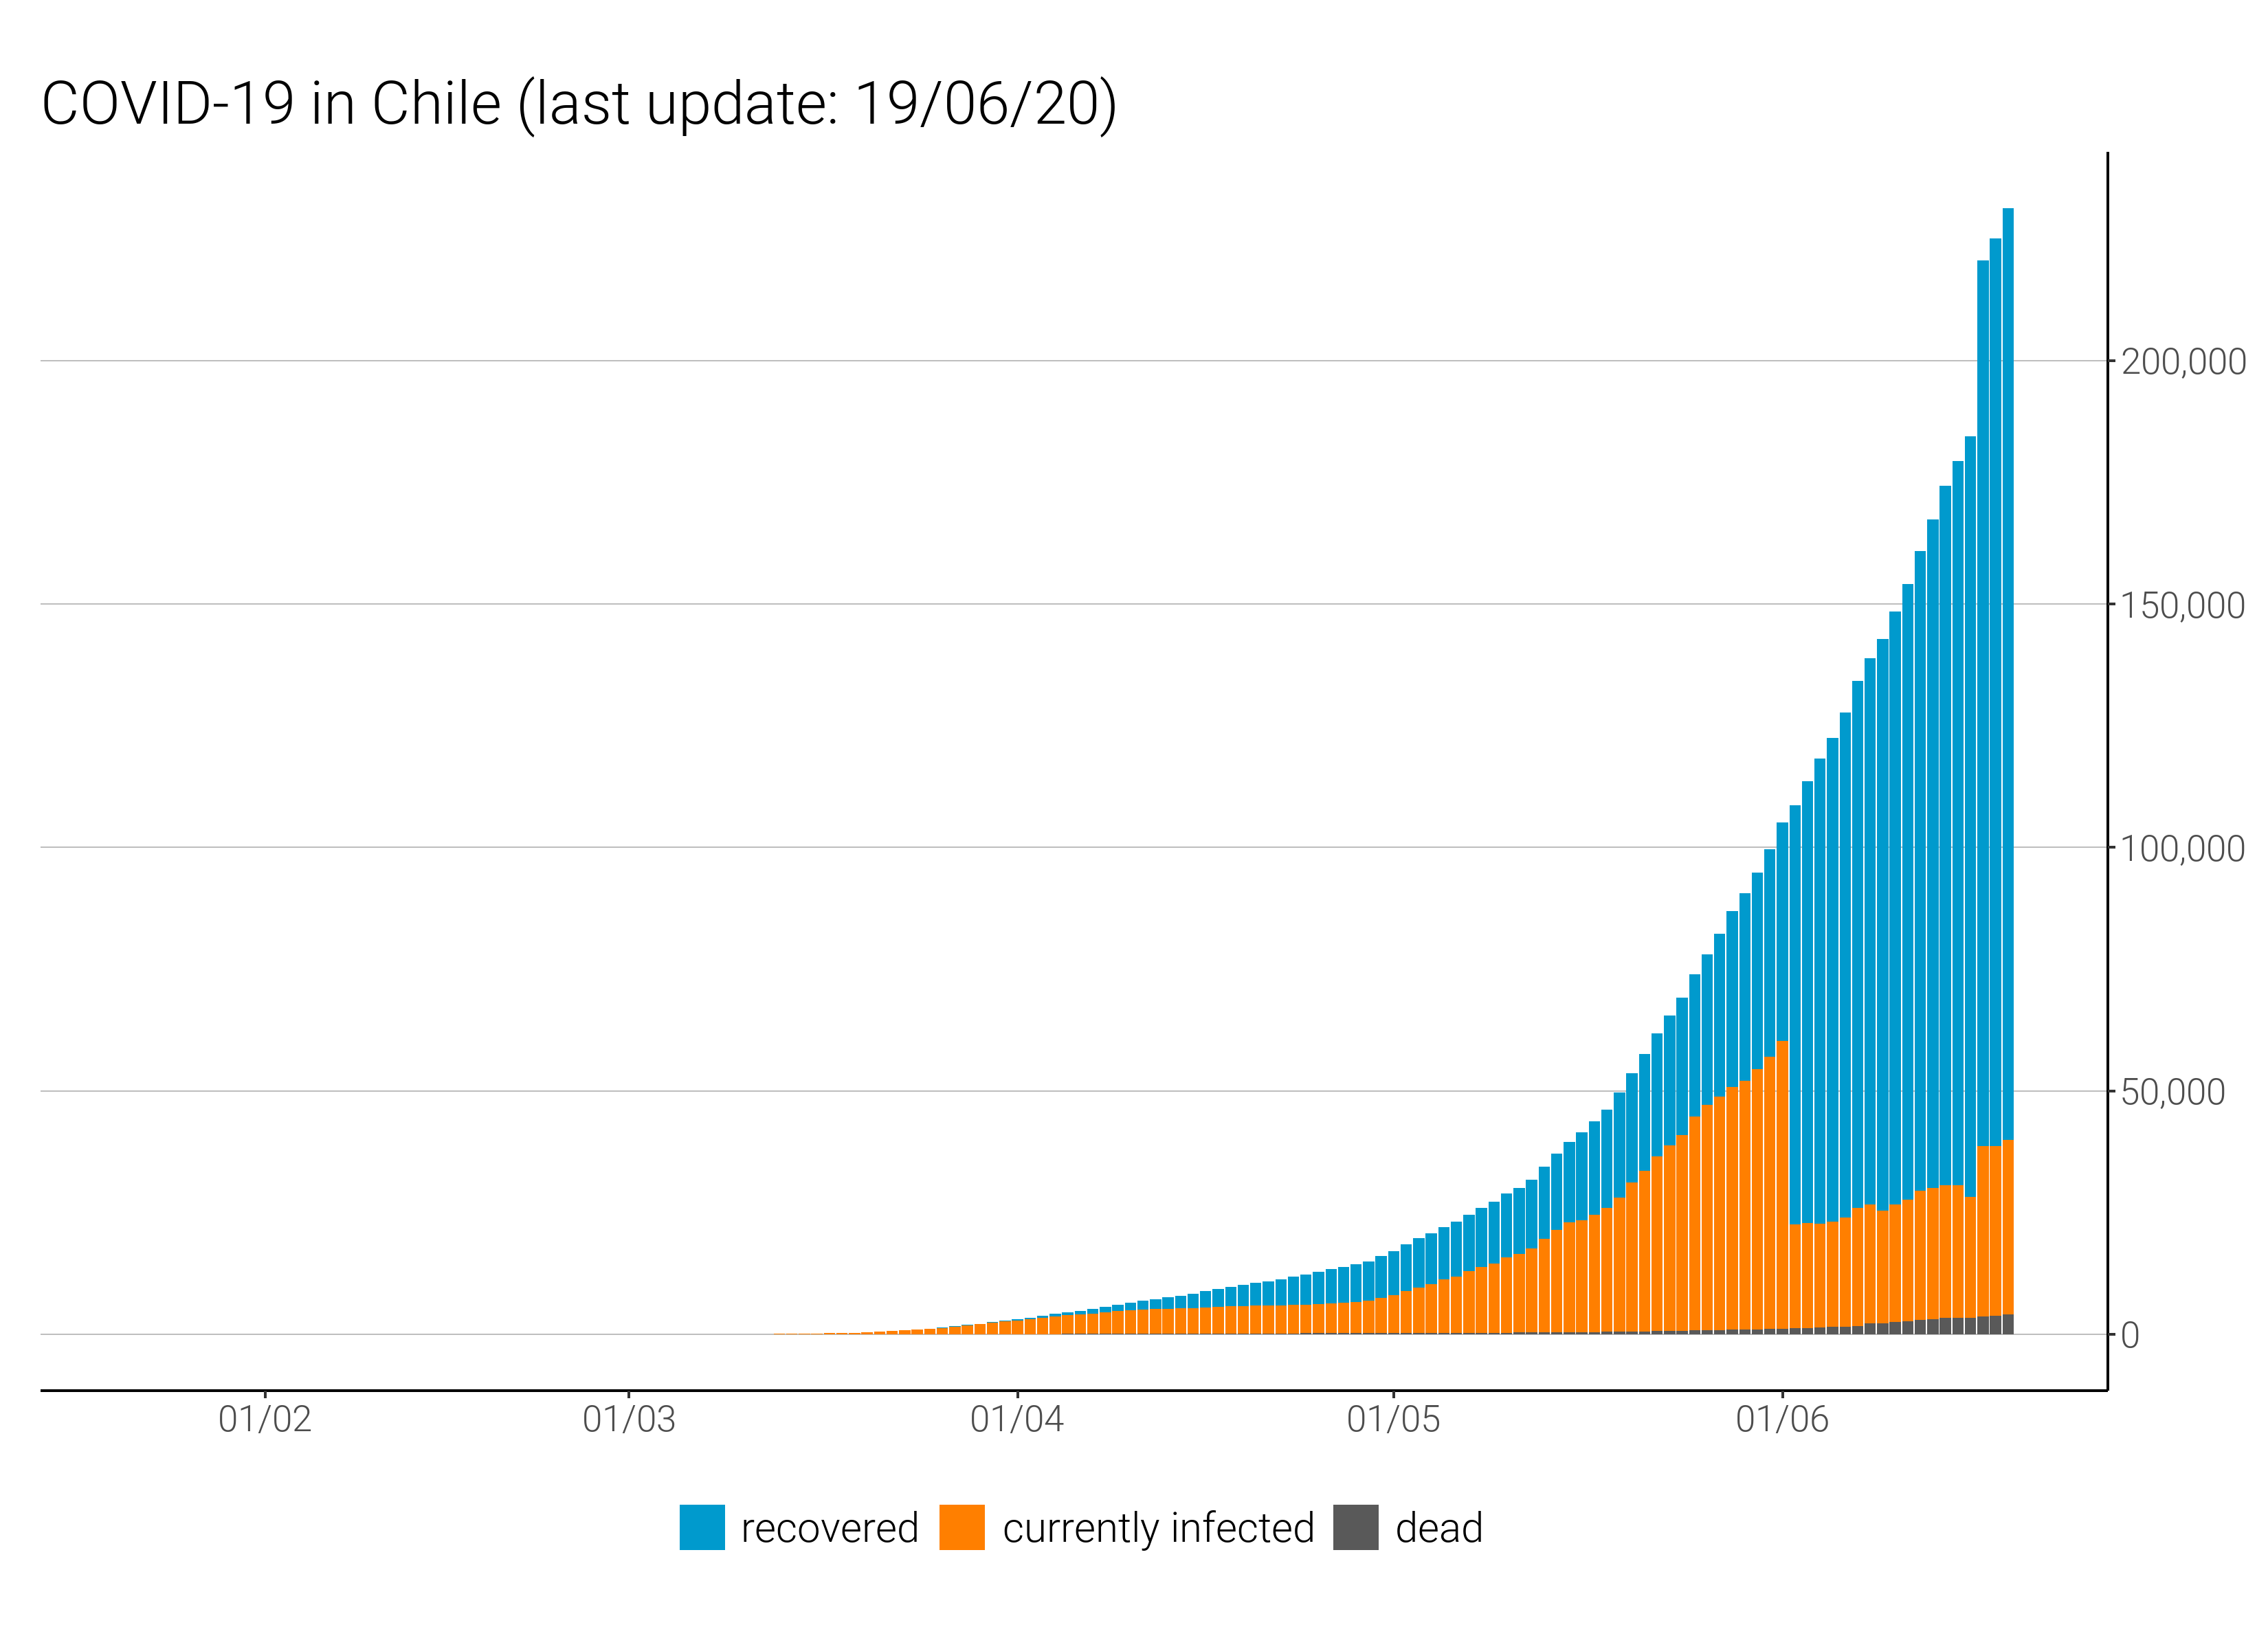 COVID-19 in Chile (last update: 19/06/20)
200,000
150,000
100,000
50,000
0
01/02 01/03 01/04 01/05 01/06
recovered currently infected dead